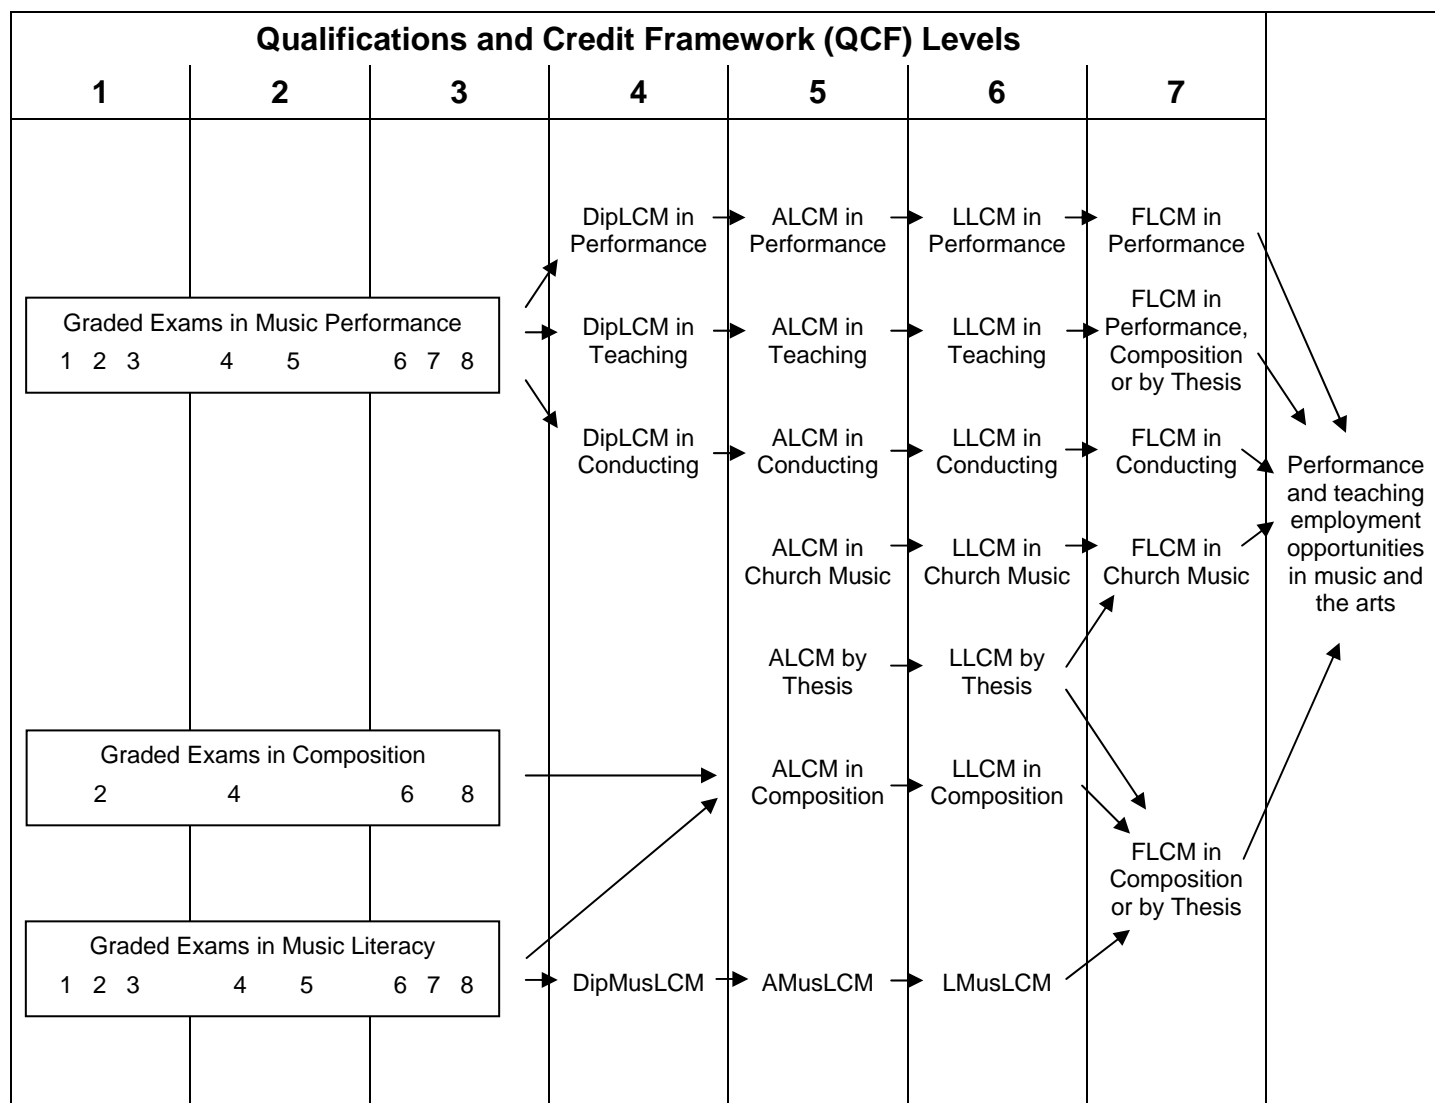 Qualifications and Credit Framework (QCF) Levels
1 2 3 4 5 6 7
DipLCM in
Performance
ALCM in
Performance
LLCM in
Performance
FLCM in
Performance
Graded Exams in Music Performance
1 2 3 4 5 6 7 8
DipLCM in
Teaching
ALCM in
Teaching
LLCM in
Teaching
FLCM in
Performance,
Composition
or by Thesis
DipLCM in
Conducting
ALCM in
Conducting
LLCM in
Conducting
FLCM in
Conducting
Performance
and teaching
employment
opportunities
in music and
the arts
ALCM in
Church Music
LLCM in
Church Music
FLCM in
Church Music
ALCM by
Thesis
LLCM by
Thesis
Graded Exams in Composition
2 4 6 8
ALCM in
Composition
LLCM in
Composition
FLCM in
Composition
or by Thesis
Graded Exams in Music Literacy
1 2 3 4 5 6 7 8
DipMusLCM
AMusLCM
LMusLCM